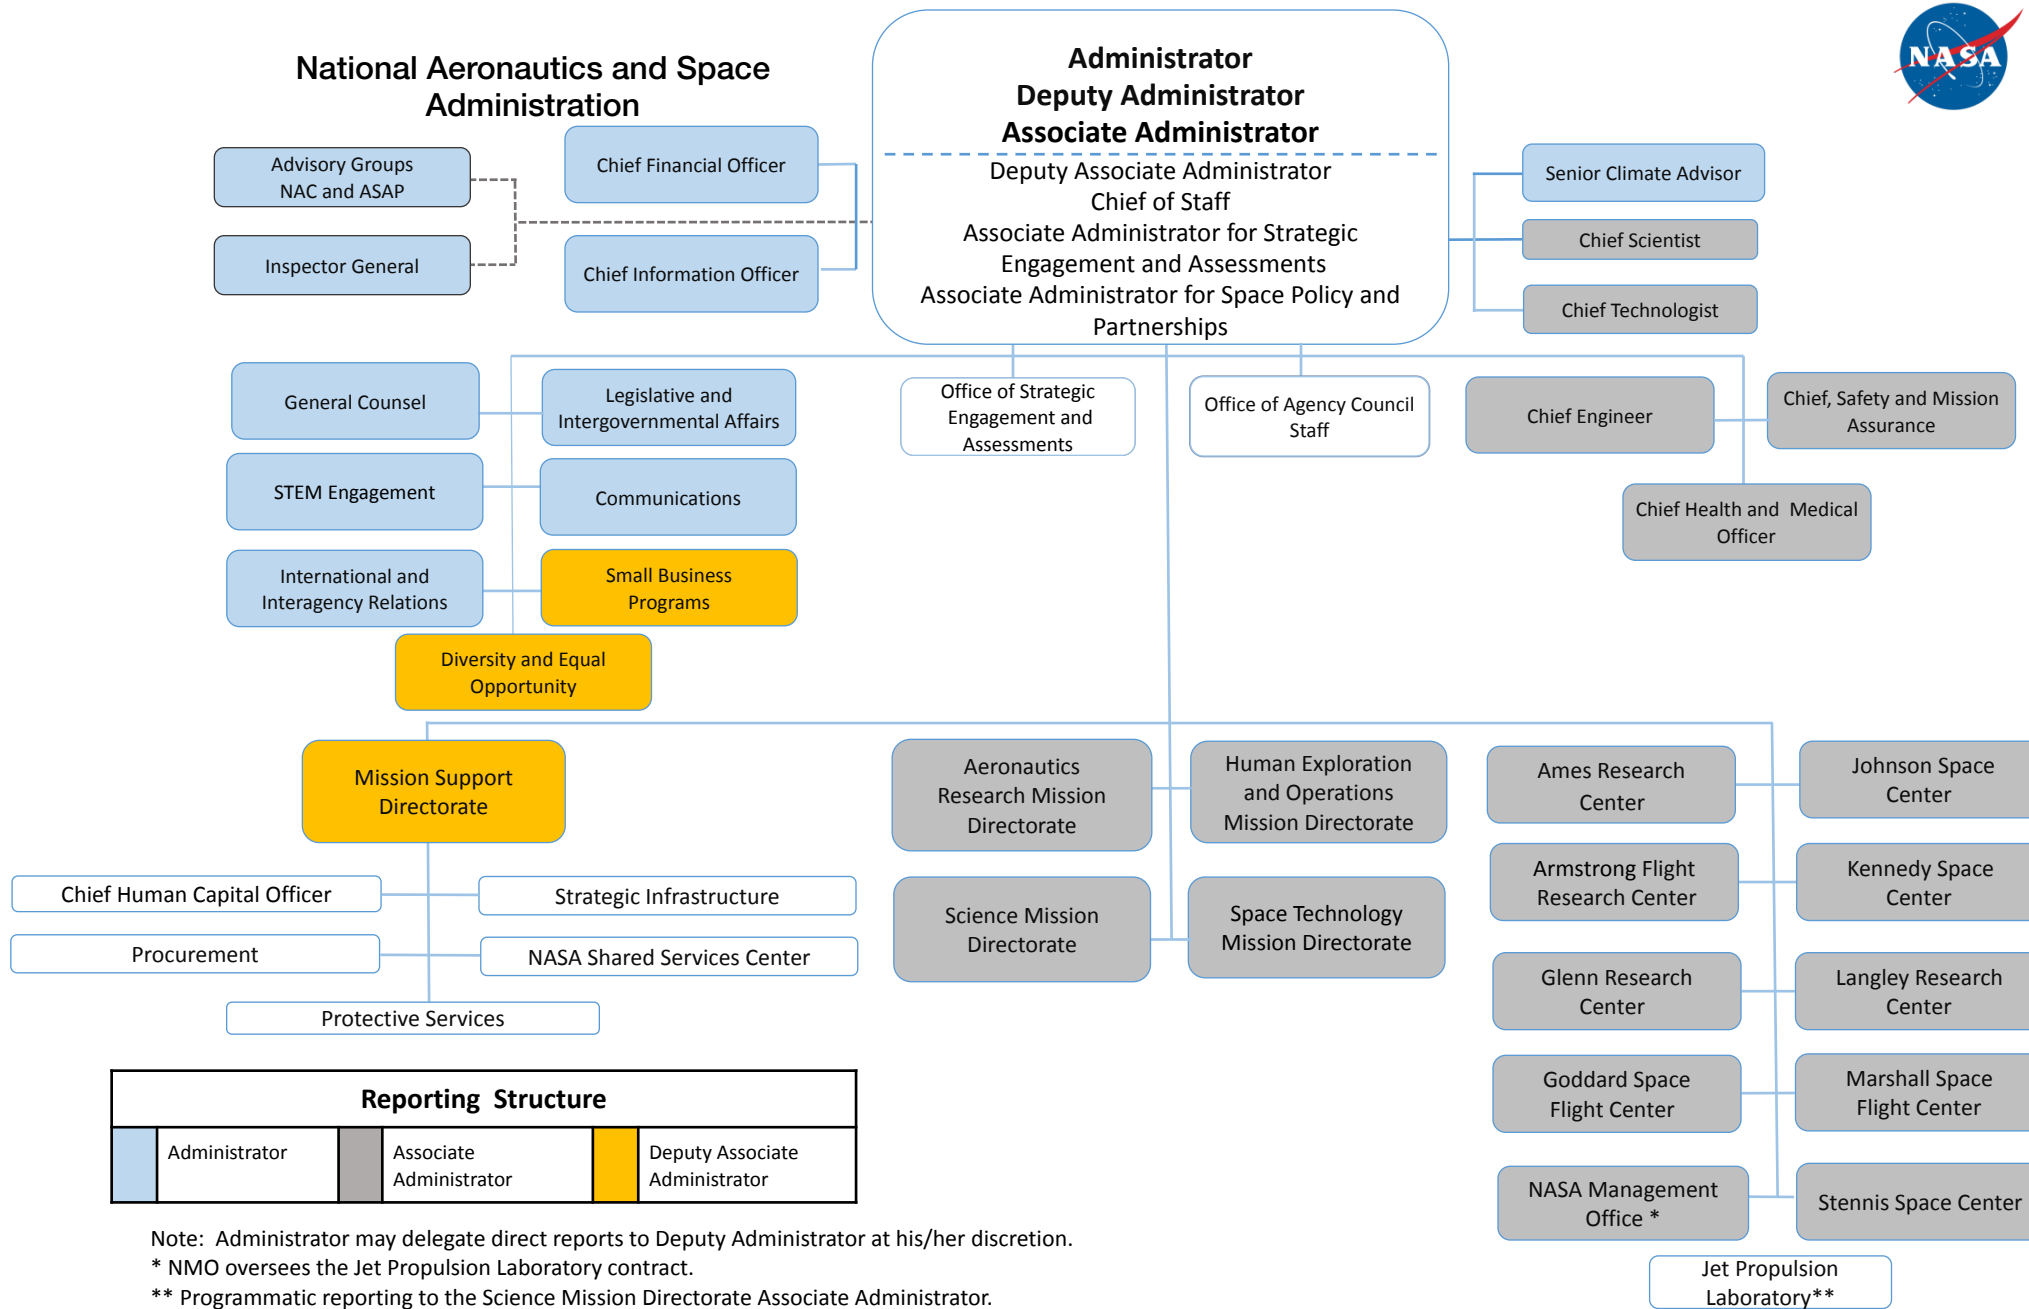 National Aeronautics and Space
Administration
Administrator
Deputy Administrator
Associate Administrator
Deputy Associate Administrator
Chief of Staff
Associate Administrator for Strategic
Engagement and Assessments
Associate Administrator for Space Policy and
Partnerships
NASA
Advisory Groups
NAC and ASAP
Inspector General
Chief Financial Officer
Chief Information Officer
Senior Climate Advisor
Chief Scientist
Chief Technologist
General Counsel
Legislative and
Intergovernmental Affairs
STEM Engagement
Communications
International and
Interagency Relations
Small Business
Programs
Diversity and Equal
Opportunity
Office of Strategic
Engagement and
Assessments
Office of Agency Council
Staff
Chief Engineer
Chief, Safety and Mission
Assurance
Chief Health and Medical
Officer
Mission Support
Directorate
Chief Human Capital Officer
Strategic Infrastructure
Procurement
NASA Shared Services Center
Protective Services
Aeronautics
Research Mission
Directorate
Human Exploration
and Operations
Mission Directorate
Science Mission
Directorate
Space Technology
Mission Directorate
Ames Research
Center
Johnson Space
Center
Armstrong Flight
Research Center
Kennedy Space
Center
Glenn Research
Center
Langley Research
Center
Goddard Space
Flight Center
Marshall Space
Flight Center
NASA Management
Office *
Stennis Space Center
Jet Propulsion
Laboratory**
Reporting Structure
Administrator
Associate
Administrator
Deputy Associate
Administrator
Note: Administrator may delegate direct reports to Deputy Administrator at his/her discretion.
* NMO oversees the Jet Propulsion Laboratory contract.
** Programmatic reporting to the Science Mission Directorate Associate Administrator.